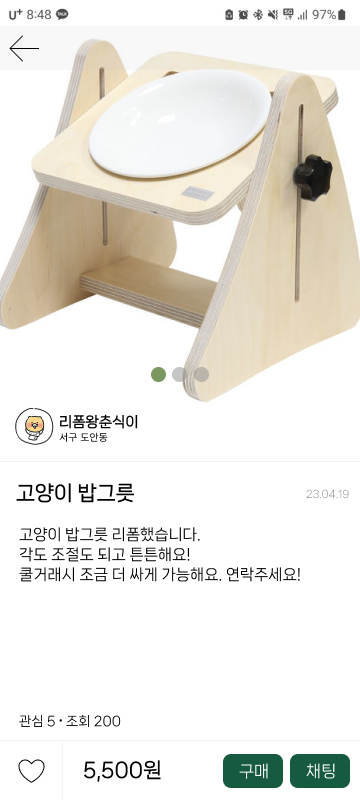 U+ 8:48 TALK 5G 97%
리폼왕춘식이
서구 도안동
고양이 밥그릇
23.04.19
고양이 밥그릇 리폼했습니다.
각도 조절도 되고 튼튼해요!
쿨거래시 조금 더 싸게 가능해요. 연락주세요!
관심 5 • 조회 200
5,500원
구매
채팅